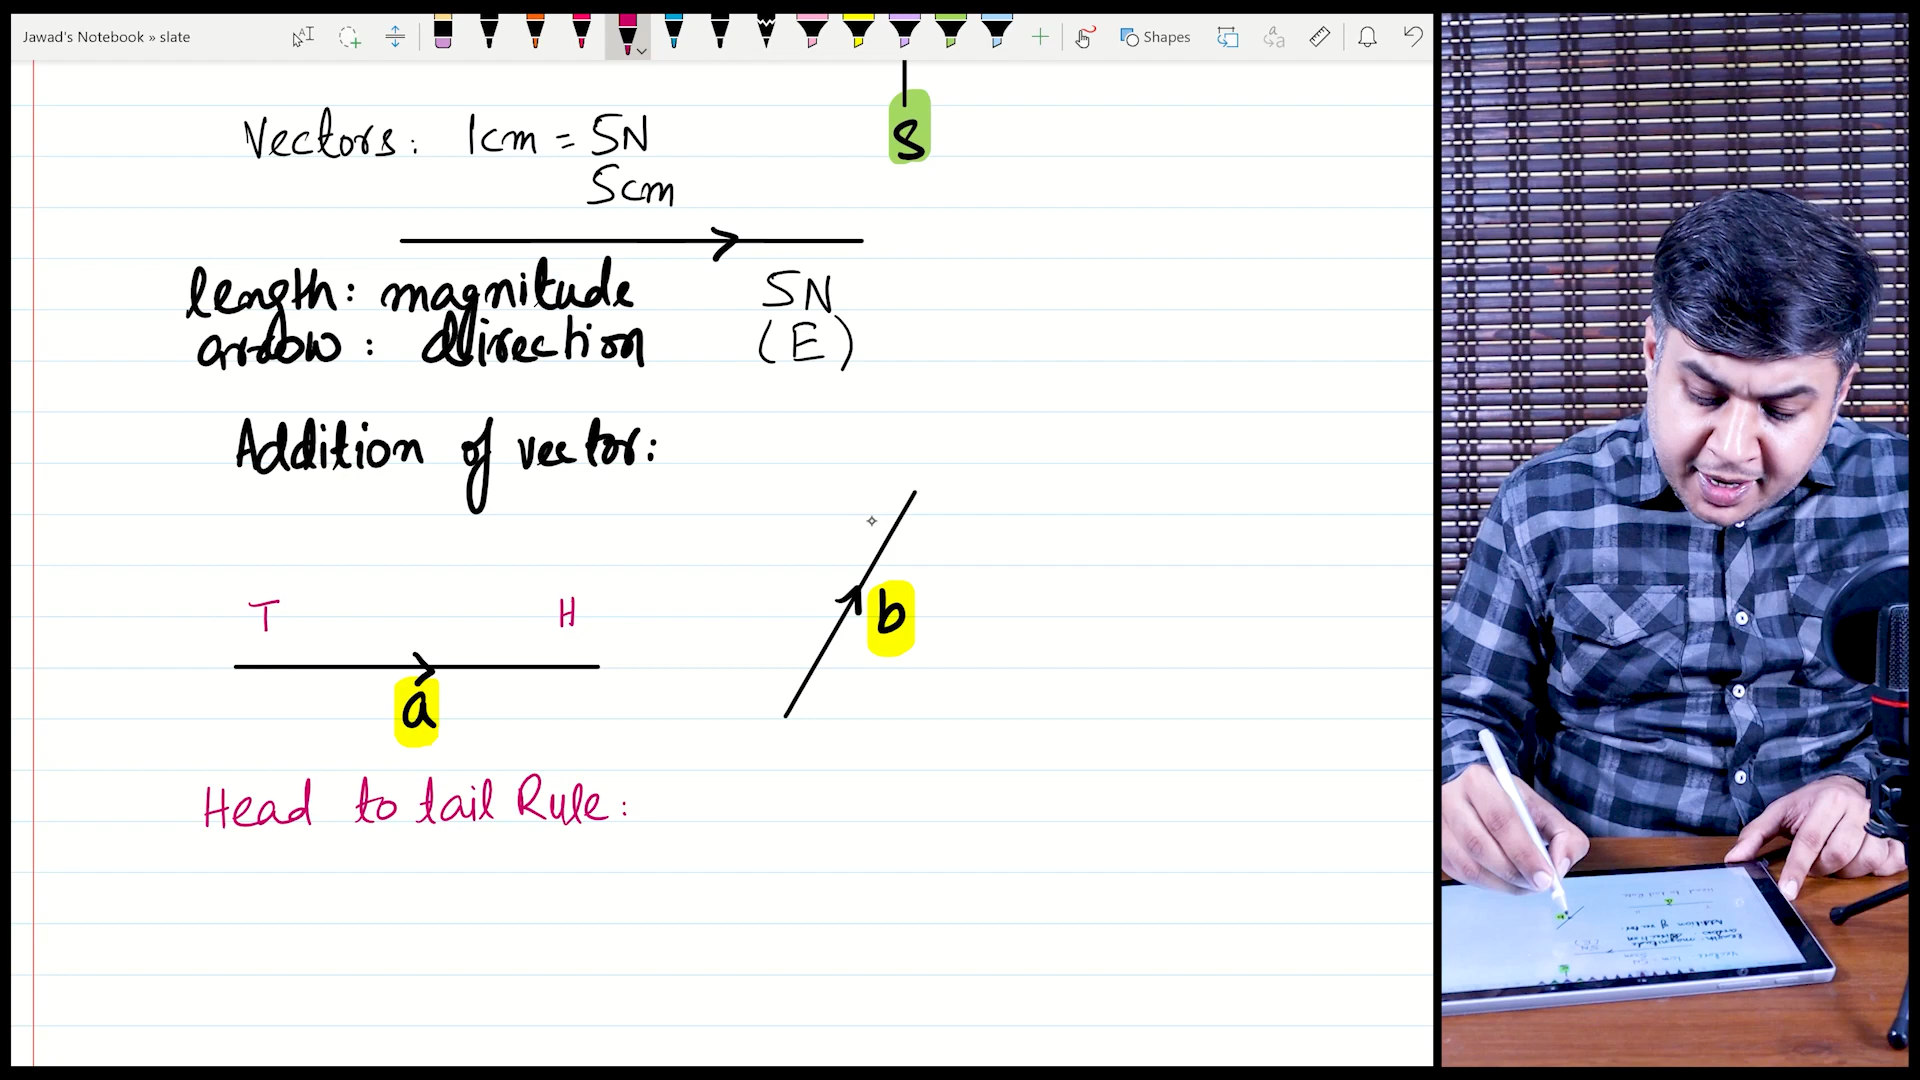 Jawad's Notebook » slate
Shapes
S
Vectors: 1cm = 5N
5cm
length: magnitude
arrow: direction
5N
(E)
Addition of vector:
T
H
a
b
Head to tail Rule: